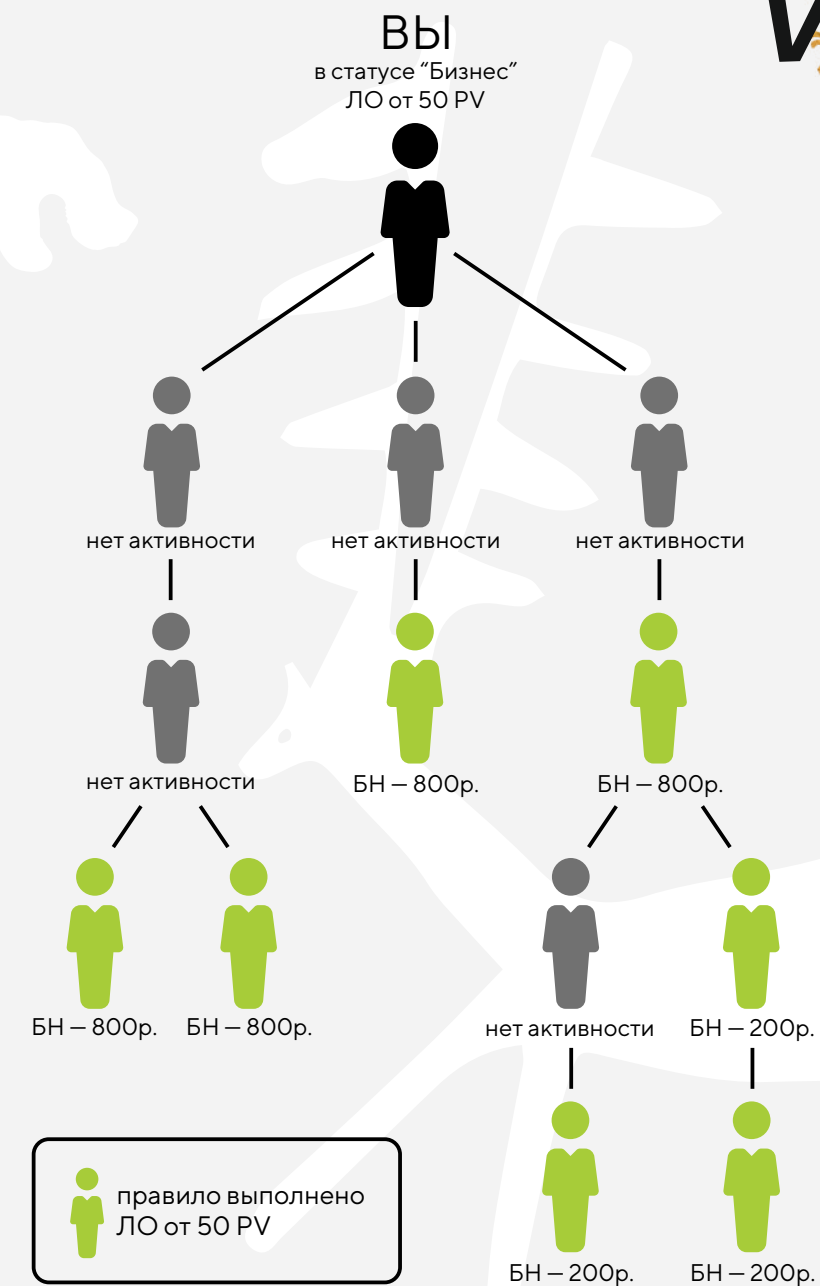 ВЫ
в статусе “Бизнес”
ЛО от 50 PV
нет активности
нет активности
нет активности
нет активности
БН — 800р.
БН — 800р.
БН — 800р.
БН — 800р.
нет активности
БН — 200р.
правило выполнено
ЛО от 50 PV
БН — 200р.
БН — 200р.